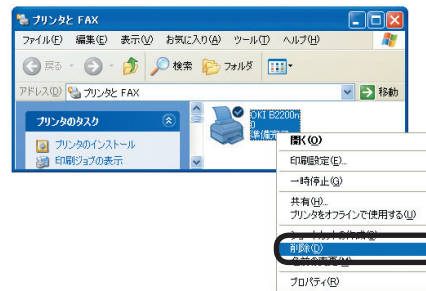 プリンタと FAX
ファイル(F) 編集(E) 表示(V) お気に入り(A) ツール(T) ヘルプ(H)
戻る 検索 フォルダ
アドレス(D) プリンタと FAX 移動
プリンタのタスク
プリンタのインストール
印刷ジョブの表示
OKI B2200n
0
準備完了
開く(O)
印刷設定(E)...
一時停止(G)
共有(H)...
プリンタをオフラインで使用する(U)
削除(D)
名前の変更(M)
プロパティ(R)